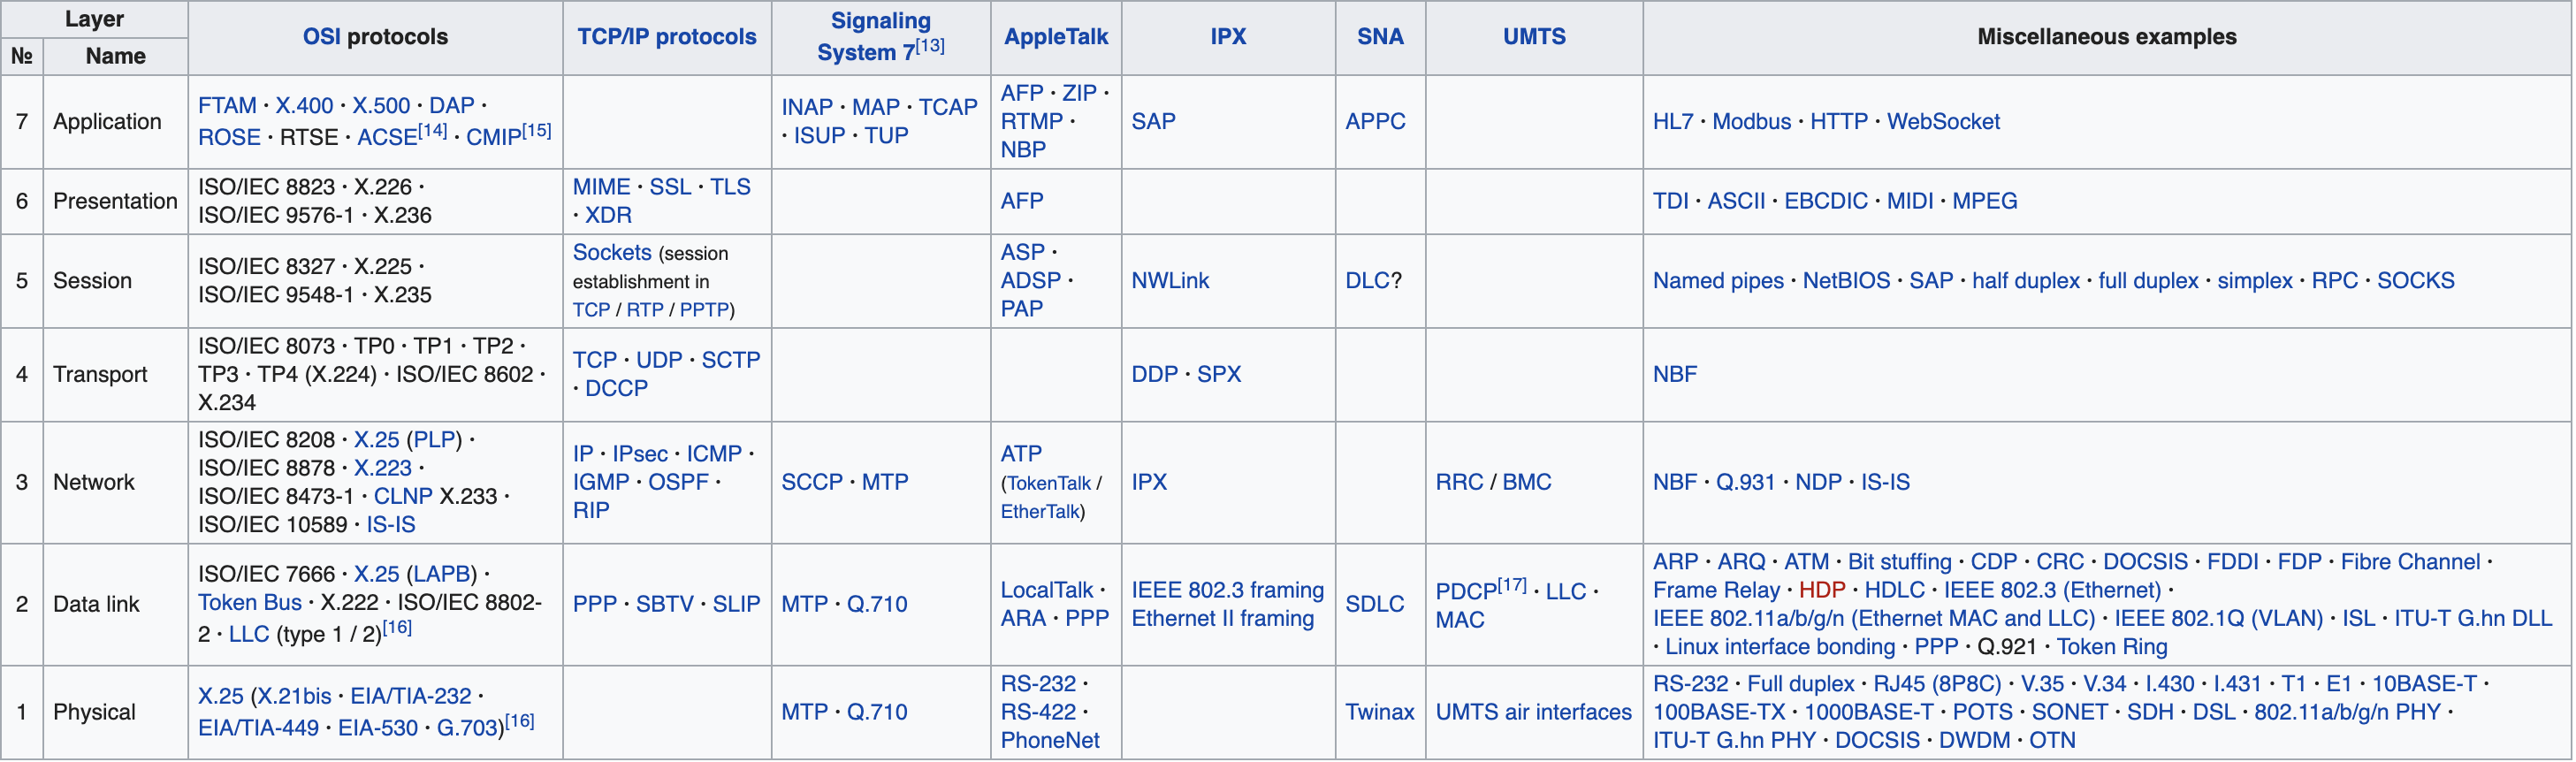 Layer
№
Name
OSI protocols
TCP/IP protocols
Signaling
System 7[13]
AppleTalk
IPX
SNA
UMTS
Miscellaneous examples
7
Application
FTAM · X.400 · X.500 · DAP ·
ROSE · RTSE · ACSE[14] · CMIP[15]
INAP · MAP · TCAP
· ISUP · TUP
AFP · ZIP ·
RTMP ·
NBP
SAP
APPC
HL7 · Modbus · HTTP · WebSocket
6
Presentation
ISO/IEC 8823 · X.226 ·
ISO/IEC 9576-1 · X.236
MIME · SSL · TLS
· XDR
AFP
TDI · ASCII · EBCDIC · MIDI · MPEG
5
Session
ISO/IEC 8327 · X.225 ·
ISO/IEC 9548-1 · X.235
Sockets (session
establishment in
TCP / RTP / PPTP)
ASP ·
ADSP ·
PAP
NWLink
DLC?
Named pipes · NetBIOS · SAP · half duplex · full duplex · simplex · RPC · SOCKS
4
Transport
ISO/IEC 8073 · TP0 · TP1 · TP2 ·
TP3 · TP4 (X.224) · ISO/IEC 8602 ·
X.234
TCP · UDP · SCTP
· DCCP
DDP · SPX
NBF
3
Network
ISO/IEC 8208 · X.25 (PLP) ·
ISO/IEC 8878 · X.223 ·
ISO/IEC 8473-1 · CLNP X.233 ·
ISO/IEC 10589 · IS-IS
IP · IPsec · ICMP ·
IGMP · OSPF ·
RIP
SCCP · MTP
ATP
(TokenTalk /
EtherTalk)
IPX
RRC / BMC
NBF · Q.931 · NDP · IS-IS
2
Data link
ISO/IEC 7666 · X.25 (LAPB) ·
Token Bus · X.222 · ISO/IEC 8802-
2 · LLC (type 1 / 2)[16]
PPP · SBTV · SLIP
MTP · Q.710
LocalTalk ·
ARA · PPP
IEEE 802.3 framing
Ethernet II framing
SDLC
PDCP[17] · LLC ·
MAC
ARP · ARQ · ATM · Bit stuffing · CDP · CRC · DOCSIS · FDDI · FDP · Fibre Channel ·
Frame Relay · HDP · HDLC · IEEE 802.3 (Ethernet) ·
IEEE 802.11a/b/g/n (Ethernet MAC and LLC) · IEEE 802.1Q (VLAN) · ISL · ITU-T G.hn DLL
· Linux interface bonding · PPP · Q.921 · Token Ring
1
Physical
X.25 (X.21bis · EIA/TIA-232 ·
EIA/TIA-449 · EIA-530 · G.703)[16]
MTP · Q.710
RS-232 ·
RS-422 ·
PhoneNet
Twinax
UMTS air interfaces
RS-232 · Full duplex · RJ45 (8P8C) · V.35 · V.34 · I.430 · I.431 · T1 · E1 · 10BASE-T ·
100BASE-TX · 1000BASE-T · POTS · SONET · SDH · DSL · 802.11a/b/g/n PHY ·
ITU-T G.hn PHY · DOCSIS · DWDM · OTN